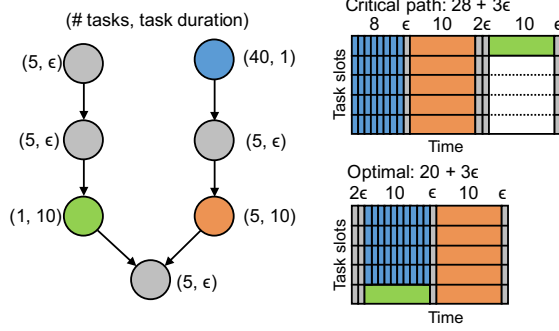 (# tasks, task duration)
(5, ϵ)
(40, 1)
(5, ϵ)
(5, ϵ)
(1, 10)
(5, 10)
(5, ϵ)
Critical path: 28 + 3ϵ
8 ϵ 10 2ϵ 10 ϵ
Task slots
Time
Optimal: 20 + 3ϵ
2ϵ 10 ϵ 10 ϵ
Task slots
Time